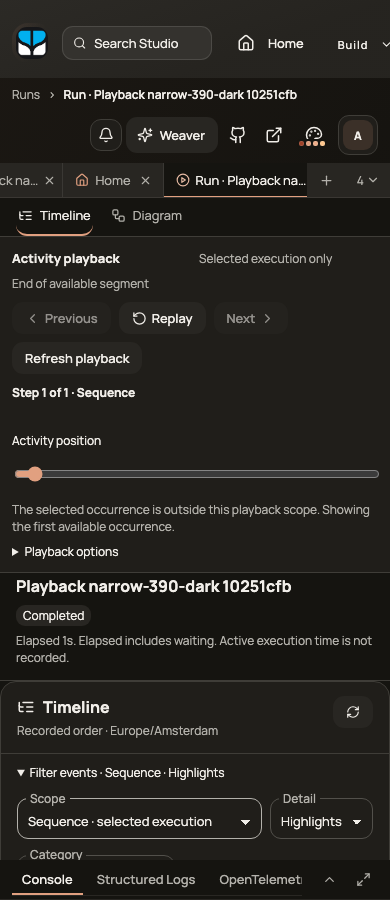 Search Studio
Home
Build
Runs > Run · Playback narrow-390-dark 10251cfb
Weaver
A
ck na...
Home
Run · Playback na...
4
Timeline
Diagram
Activity playback
Selected execution only
End of available segment
Previous
Replay
Next
Refresh playback
Step 1 of 1 · Sequence
Activity position
The selected occurrence is outside this playback scope. Showing
the first available occurrence.
Playback options
Playback narrow-390-dark 10251cfb
Completed
Elapsed 1s. Elapsed includes waiting. Active execution time is not
recorded.
Timeline
Recorded order · Europe/Amsterdam
Filter events · Sequence · Highlights
Scope
Detail
Sequence · selected execution
Highlights
Category
Console
Structured Logs
OpenTelemet